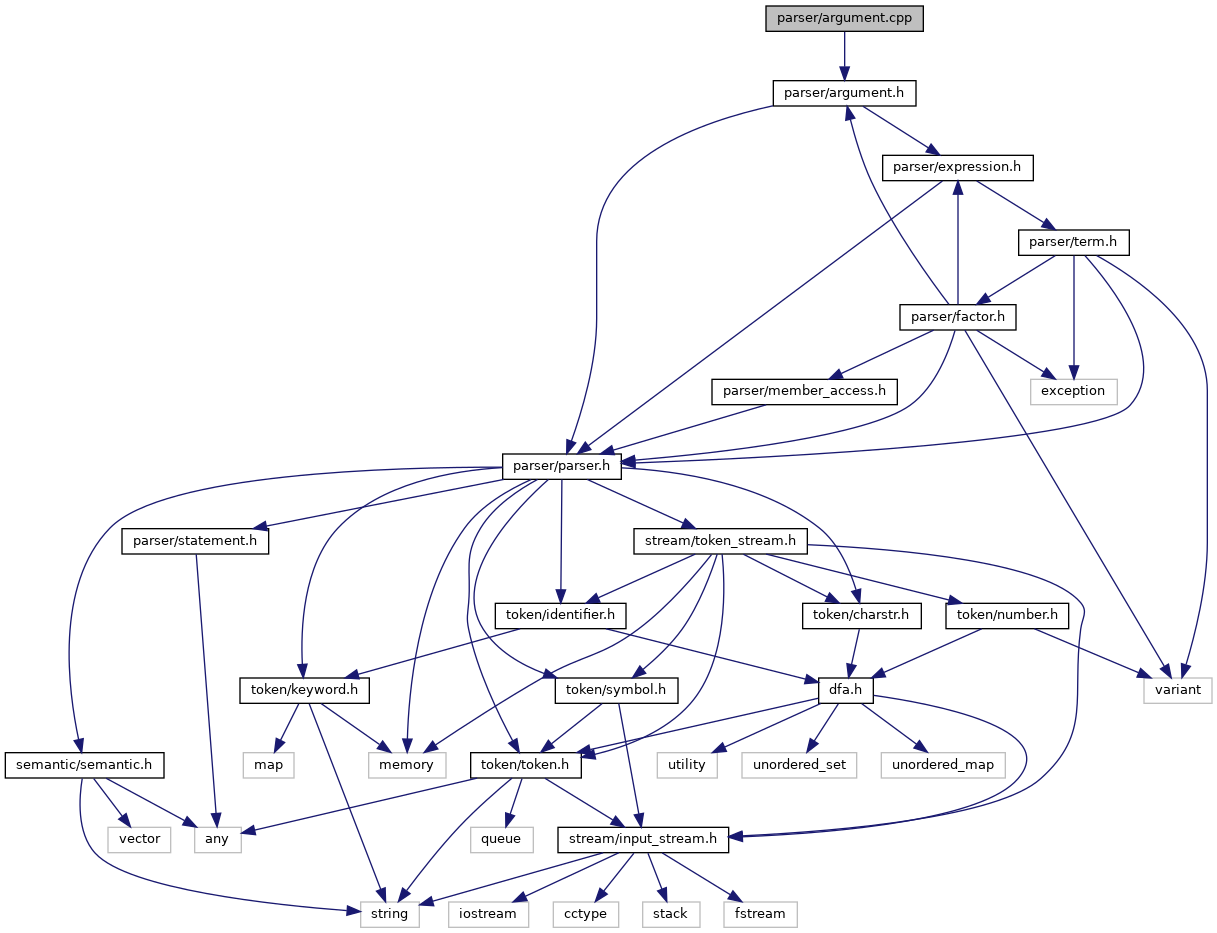 parser/argument.cpp
parser/argument.h
parser/expression.h
parser/term.h
parser/factor.h
parser/member_access.h
exception
parser/parser.h
parser/statement.h
stream/token_stream.h
token/identifier.h
token/charstr.h
token/number.h
token/keyword.h
token/symbol.h
dfa.h
variant
semantic/semantic.h
map
memory
token/token.h
utility
unordered_set
unordered_map
vector
any
queue
stream/input_stream.h
string
iostream
cctype
stack
fstream